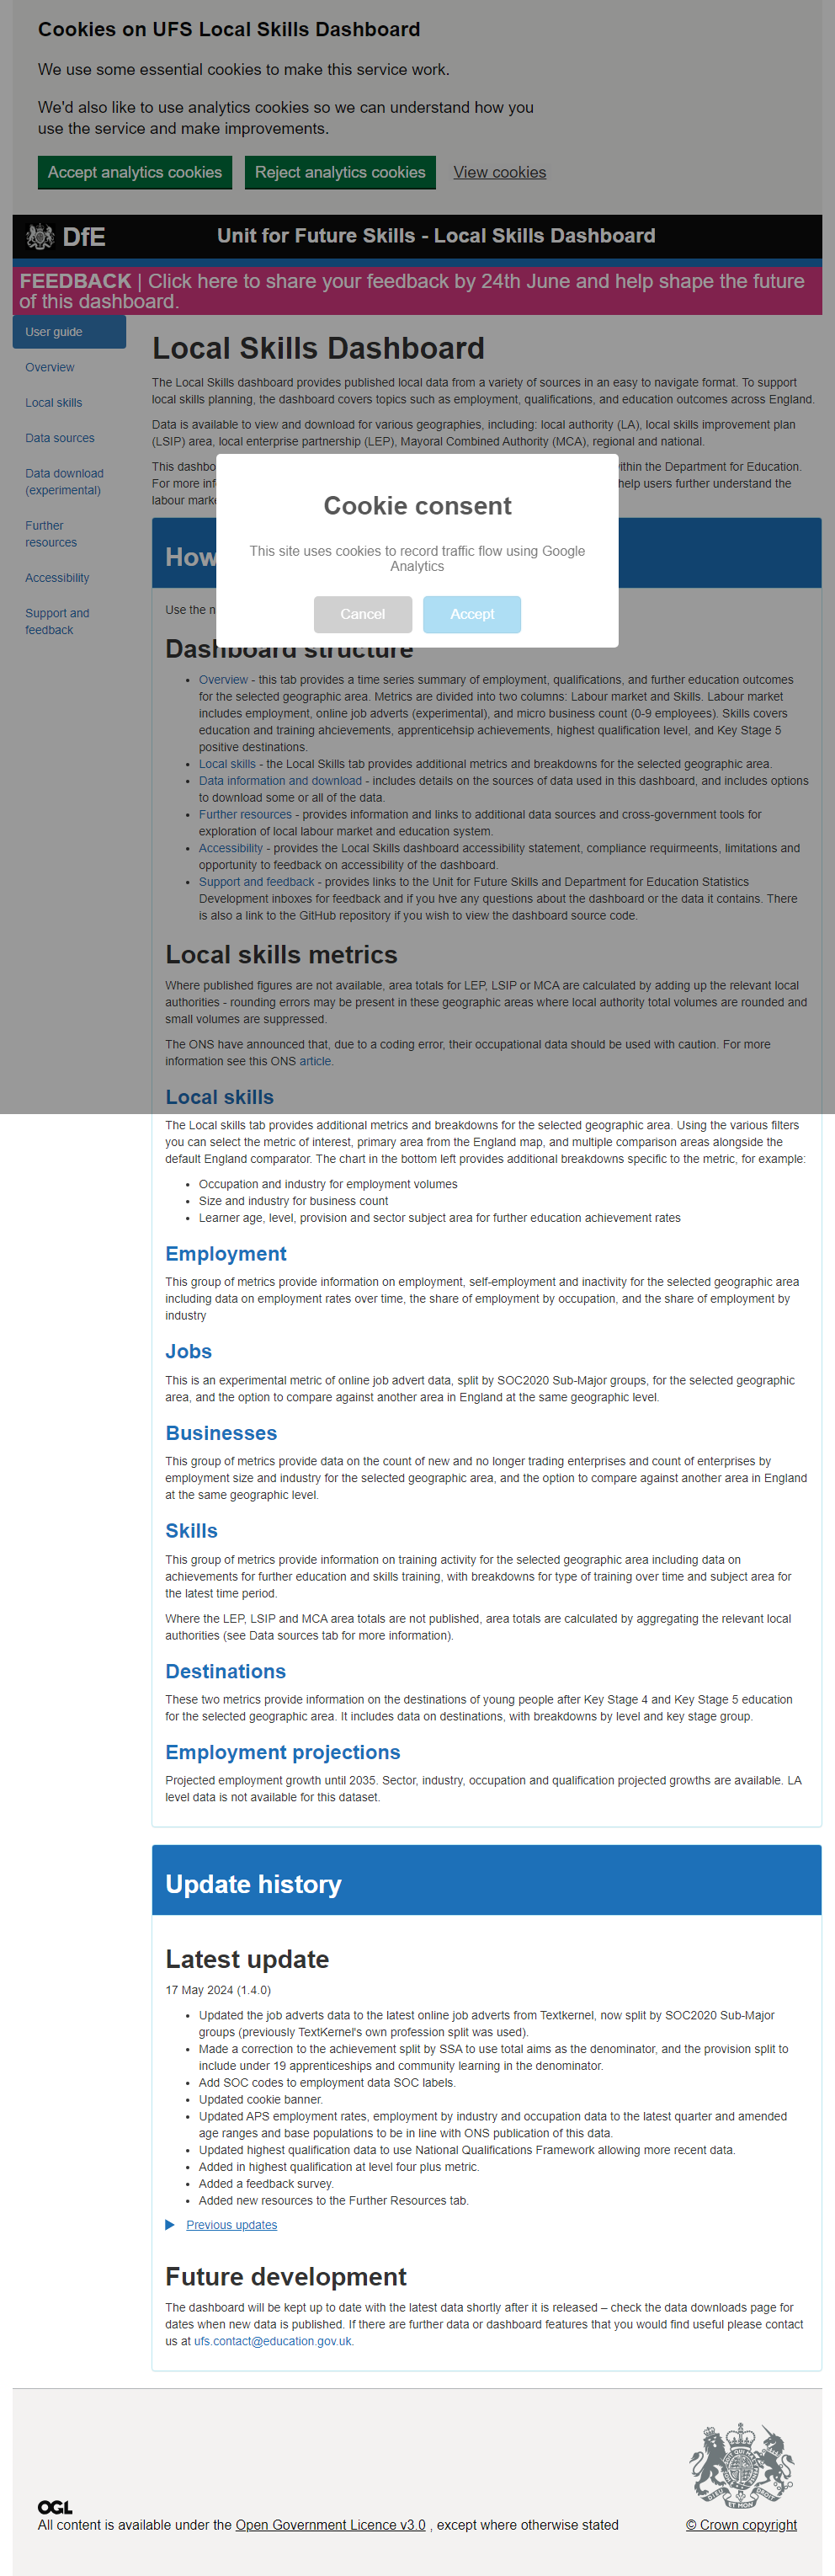 Cookies on UFS Local Skills Dashboard
We use some essential cookies to make this service work.
We'd also like to use analytics cookies so we can understand how you
use the service and make improvements.
Accept analytics cookies
Reject analytics cookies
View cookies
DfE
Unit for Future Skills - Local Skills Dashboard
FEEDBACK | Click here to share your feedback by 24th June and help shape the future
of this dashboard.
User guide
Overview
Local skills
Data sources
Data download
(experimental)
Further
resources
Accessibility
Support and
feedback
Local Skills Dashboard
The Local Skills dashboard provides published local data from a variety of sources in an easy to navigate format. To support
local skills planning, the dashboard covers topics such as employment, qualifications, and education outcomes across England.
Data is available to view and download for various geographies, including: local authority (LA), local skills improvement plan
(LSIP) area, local enterprise partnership (LEP), Mayoral Combined Authority (MCA), regional and national.
This dashbo
ithin the Department for Education.
For more inf
help users further understand the
labour marke
Cookie consent
This site uses cookies to record traffic flow using Google
Analytics
Cancel
Accept
How
Use the n
Dashboard structure
• Overview - this tab provides a time series summary of employment, qualifications, and further education outcomes
for the selected geographic area. Metrics are divided into two columns: Labour market and Skills. Labour market
includes employment, online job adverts (experimental), and micro business count (0-9 employees). Skills covers
education and training ahcievements, apprenticehsip achievements, highest qualification level, and Key Stage 5
positive destinations.
• Local skills - the Local Skills tab provides additional metrics and breakdowns for the selected geographic area.
• Data information and download - includes details on the sources of data used in this dashboard, and includes options
to download some or all of the data.
• Further resources - provides information and links to additional data sources and cross-government tools for
exploration of local labour market and education system.
• Accessibility - provides the Local Skills dashboard accessibility statement, compliance requirmeents, limitations and
opportunity to feedback on accessibility of the dashboard.
• Support and feedback - provides links to the Unit for Future Skills and Department for Education Statistics
Development inboxes for feedback and if you hve any questions about the dashboard or the data it contains. There
is also a link to the GitHub repository if you wish to view the dashboard source code.
Local skills metrics
Where published figures are not available, area totals for LEP, LSIP or MCA are calculated by adding up the relevant local
authorities - rounding errors may be present in these geographic areas where local authority total volumes are rounded and
small volumes are suppressed.
The ONS have announced that, due to a coding error, their occupational data should be used with caution. For more
information see this ONS article.
Local skills
The Local skills tab provides additional metrics and breakdowns for the selected geographic area. Using the various filters
you can select the metric of interest, primary area from the England map, and multiple comparison areas alongside the
default England comparator. The chart in the bottom left provides additional breakdowns specific to the metric, for example:
• Occupation and industry for employment volumes
• Size and industry for business count
• Learner age, level, provision and sector subject area for further education achievement rates
Employment
This group of metrics provide information on employment, self-employment and inactivity for the selected geographic area
including data on employment rates over time, the share of employment by occupation, and the share of employment by
industry
Jobs
This is an experimental metric of online job advert data, split by SOC2020 Sub-Major groups, for the selected geographic
area, and the option to compare against another area in England at the same geographic level.
Businesses
This group of metrics provide data on the count of new and no longer trading enterprises and count of enterprises by
employment size and industry for the selected geographic area, and the option to compare against another area in England
at the same geographic level.
Skills
This group of metrics provide information on training activity for the selected geographic area including data on
achievements for further education and skills training, with breakdowns for type of training over time and subject area for
the latest time period.
Where the LEP, LSIP and MCA area totals are not published, area totals are calculated by aggregating the relevant local
authorities (see Data sources tab for more information).
Destinations
These two metrics provide information on the destinations of young people after Key Stage 4 and Key Stage 5 education
for the selected geographic area. It includes data on destinations, with breakdowns by level and key stage group.
Employment projections
Projected employment growth until 2035. Sector, industry, occupation and qualification projected growths are available. LA
level data is not available for this dataset.
Update history
Latest update
17 May 2024 (1.4.0)
• Updated the job adverts data to the latest online job adverts from Textkernel, now split by SOC2020 Sub-Major
groups (previously TextKernel's own profession split was used).
• Made a correction to the achievement split by SSA to use total aims as the denominator, and the provision split to
include under 19 apprenticeships and community learning in the denominator.
• Add SOC codes to employment data SOC labels.
• Updated cookie banner.
• Updated APS employment rates, employment by industry and occupation data to the latest quarter and amended
age ranges and base populations to be in line with ONS publication of this data.
• Updated highest qualification data to use National Qualifications Framework allowing more recent data.
• Added in highest qualification at level four plus metric.
• Added a feedback survey.
• Added new resources to the Further Resources tab.
Previous updates
Future development
The dashboard will be kept up to date with the latest data shortly after it is released – check the data downloads page for
dates when new data is published. If there are further data or dashboard features that you would find useful please contact
us at ufs.contact@education.gov.uk.
OGL
All content is available under the Open Government Licence v3.0 , except where otherwise stated
© Crown copyright